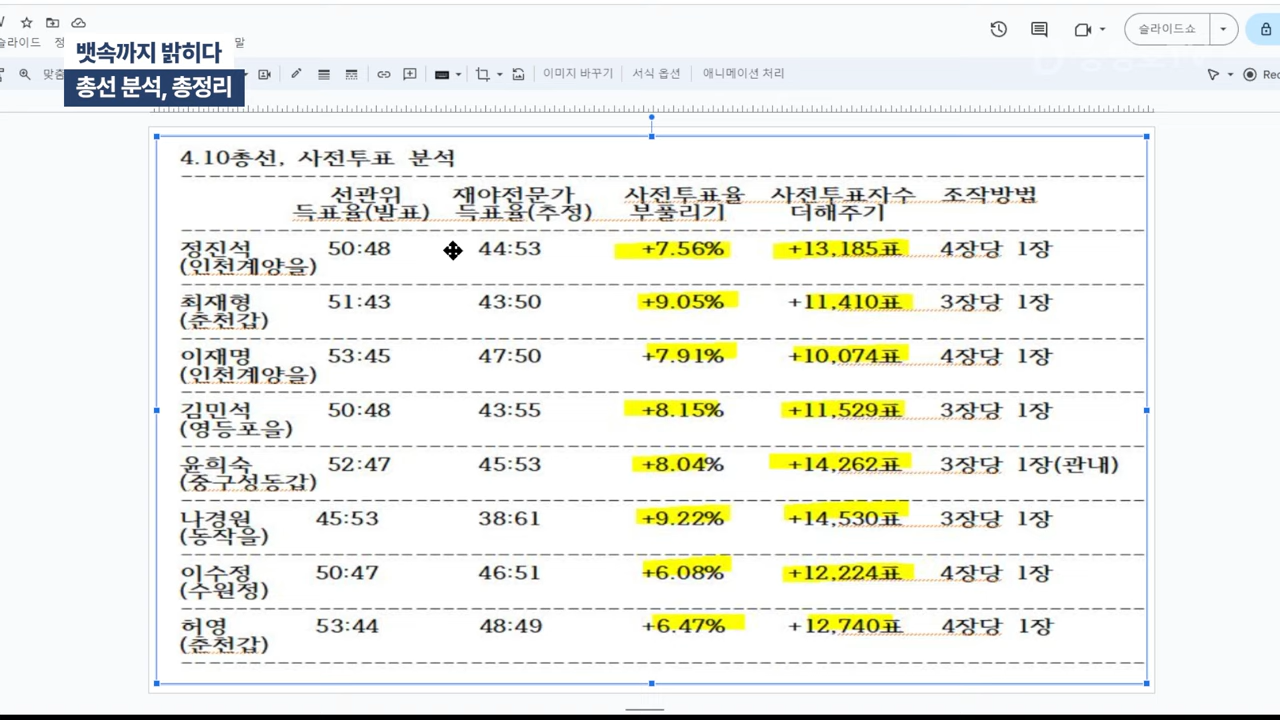 슬라이드
정
말
뱃속까지 밝히다
총선 분석, 총정리
슬라이드쇼
맞춤
이미지 바꾸기
서식 옵션
애니메이션 처리
Rec
4.10총선, 사전투표 분석
선관위 재야전문가 사전투표율 사전투표자수 조작방법
득표율(발표) 득표율(추정) 부풀리기 더해주기
정진석 50:48 44:53 +7.56% +13,185표 4장당 1장
(인천계양을)
최재형 51:43 43:50 +9.05% +11,410표 3장당 1장
(춘천갑)
이재명 53:45 47:50 +7.91% +10,074표 4장당 1장
(인천계양을)
김민석 50:48 43:55 +8.15% +11,529표 3장당 1장
(영등포을)
윤희숙 52:47 45:53 +8.04% +14,262표 3장당 1장(관내)
(중구성동갑)
나경원 45:53 38:61 +9.22% +14,530표 3장당 1장
(동작을)
이수정 50:47 46:51 +6.08% +12,224표 4장당 1장
(수원정)
허영 53:44 48:49 +6.47% +12,740표 4장당 1장
(춘천갑)